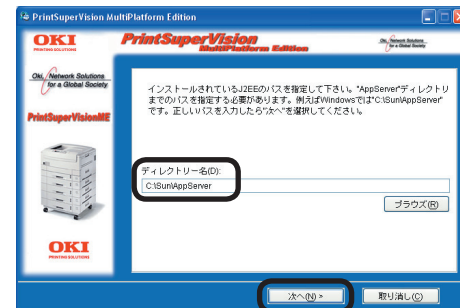 PrintSuperVision MultiPlatform Edition
OKI
PRINTING SOLUTIONS
PrintSuperVision
MultiPlatform Edition
Oki, Network Solutions
for a Global Society
Oki, Network Solutions
for a Global Society
PrintSuperVisionME
インストールされているJ2EEのパスを指定して下さい。"AppServer"ディレクトリ
までのパスを指定する必要があります。例えばWindowsでは"C:\Sun\AppServer"
です。正しいパスを入力したら"次へ"を選択してください。
ディレクトリー名(D):
C:\Sun\AppServer
ブラウズ(R)
OKI
PRINTING SOLUTIONS
次へ(N) >
取り消し(C)